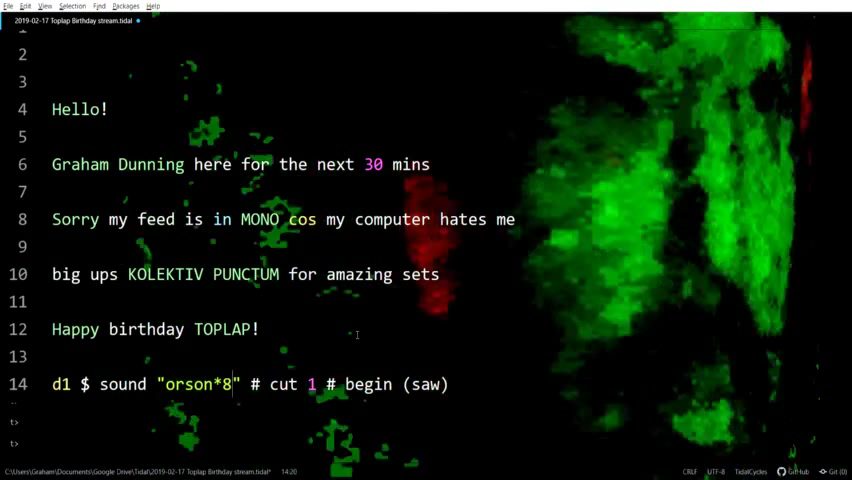 File Edit View Selection Find Packages Help
2019-02-17 Toplap Birthday stream.tidal
1
2
3
4 Hello!
5
6 Graham Dunning here for the next 30 mins
7
8 Sorry my feed is in MONO cos my computer hates me
9
10 big ups KOLEKTIV PUNCTUM for amazing sets
11
12 Happy birthday TOPLAP!
13
14 d1 $ sound "orson*8" # cut 1 # begin (saw)
t>
t>
C:\Users\Graham\Documents\Google Drive\Tidal\2019-02-17 Toplap Birthday stream.tidal* 14:20 CRLF UTF-8 TidalCycles GitHub Git (0)